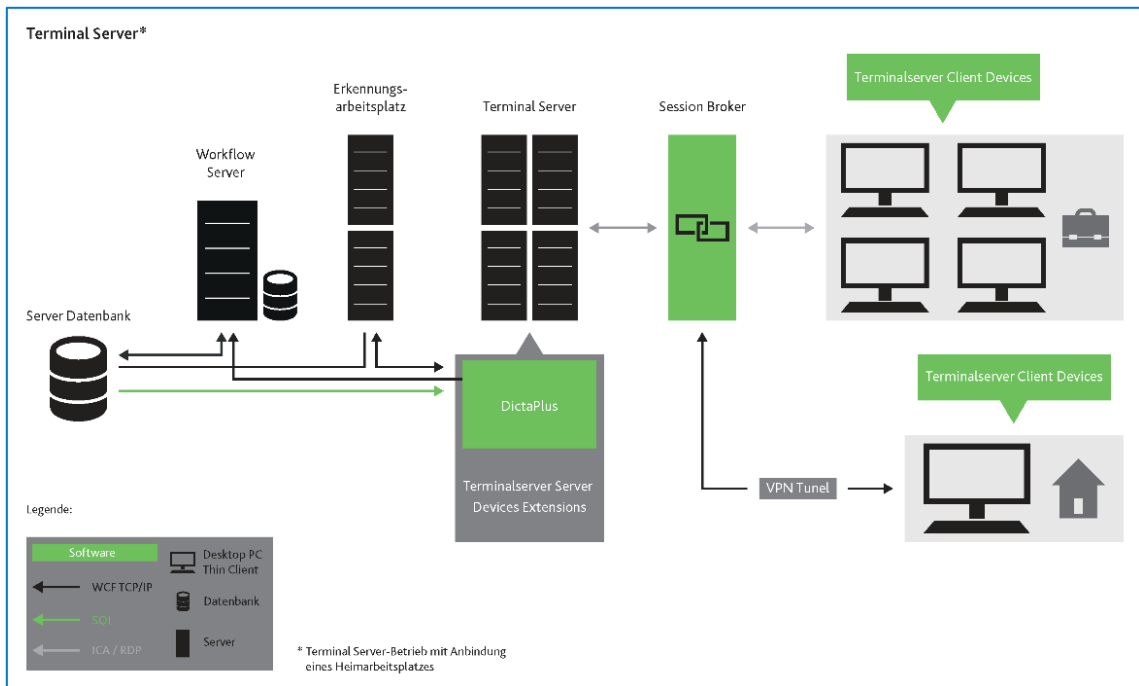 Terminal Server*
Erkennungs-
arbeitsplatz
Terminal Server
Session Broker
Terminalserver Client Devices
Workflow
Server
Server Datenbank
DictaPlus
Terminalserver Server
Devices Extensions
Terminalserver Client Devices
VPN Tunel
Legende:
Software
WCF TCP/IP
SQl
ICA / RDP
Desktop PC
Thin Client
Datenbank
Server
* Terminal Server-Betrieb mit Anbindung
eines Heimarbeitsplatzes